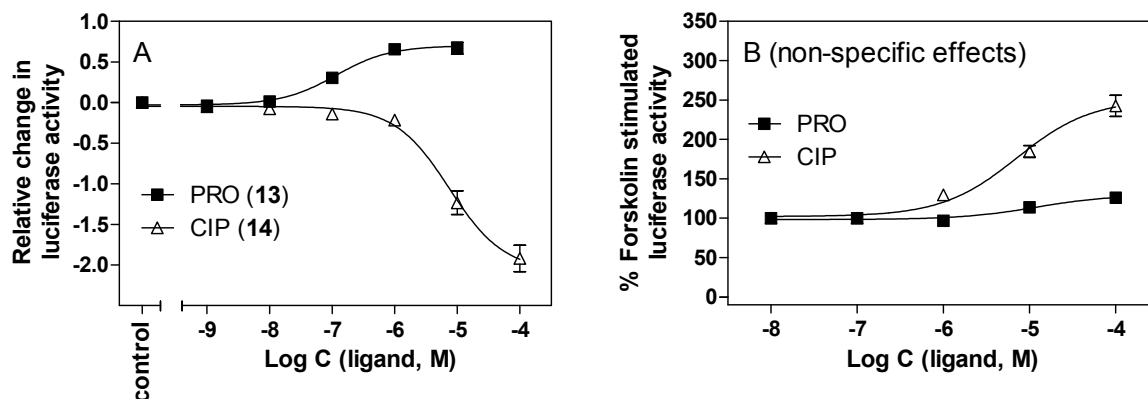 Relative change in
luciferase activity
1.0
0.5
0.0
-0.5
-1.0
-1.5
-2.0
A
PRO (13)
CIP (14)
control
-9 -8 -7 -6 -5 -4
Log C (ligand, M)
% Forskolin stimulated
luciferase activity
350
300
250
200
150
100
50
0
B (non-specific effects)
PRO
CIP
-8 -7 -6 -5 -4
Log C (ligand, M)